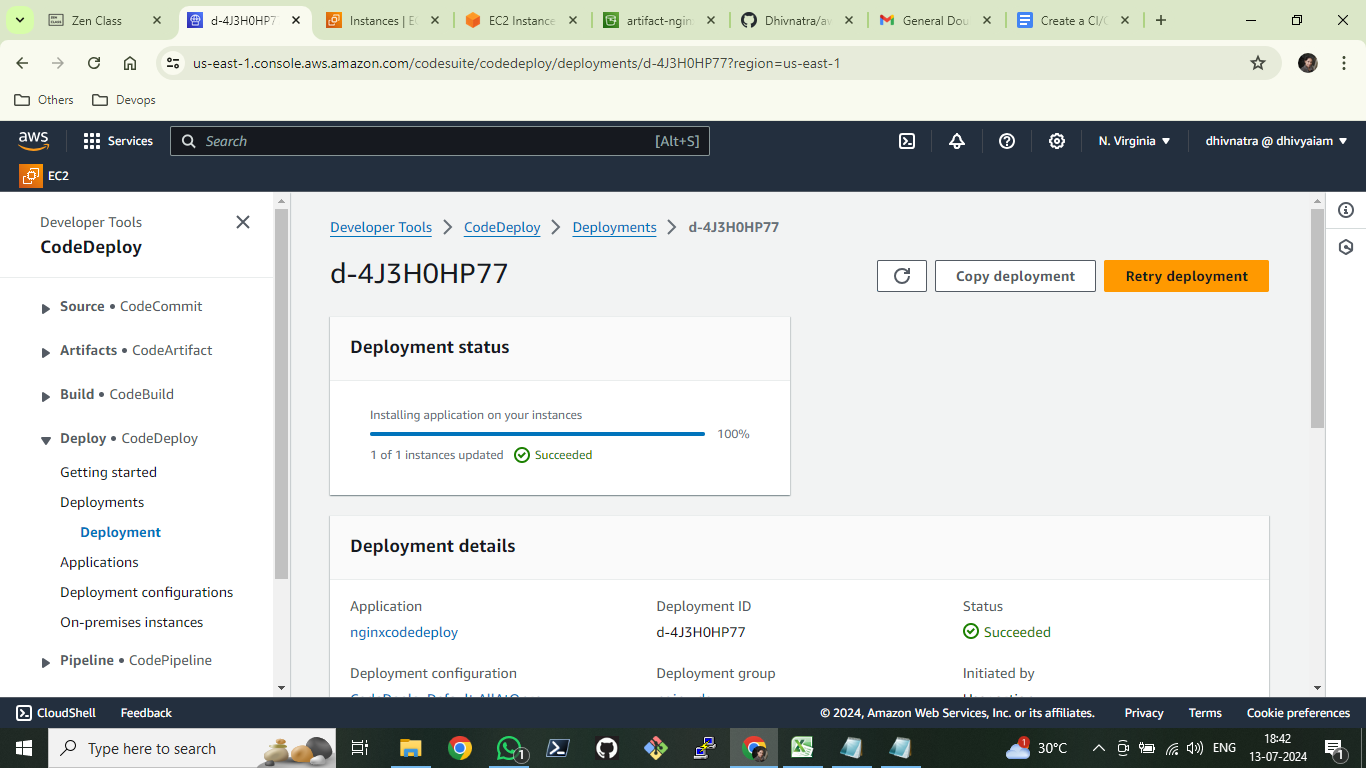 Zen Class
d-4J3H0HP7
Instances | E
EC2 Instance
artifact-ngin
Dhivnatra/aw
General Dou
Create a CI/C
us-east-1.console.aws.amazon.com/codesuite/codedeploy/deployments/d-4J3H0HP77?region=us-east-1
Others
Devops
aws
Services
Search
[Alt+S]
N. Virginia
dhivnatra @ dhivyaiam
EC2
Developer Tools
CodeDeploy
Source • CodeCommit
Artifacts • CodeArtifact
Build • CodeBuild
Deploy • CodeDeploy
Getting started
Deployments
Deployment
Applications
Deployment configurations
On-premises instances
Pipeline • CodePipeline
Developer Tools
CodeDeploy
Deployments
d-4J3H0HP77
d-4J3H0HP77
Copy deployment
Retry deployment
Deployment status
Installing application on your instances
100%
1 of 1 instances updated
Succeeded
Deployment details
Application
Deployment ID
Status
nginxcodedeploy
d-4J3H0HP77
Succeeded
Deployment configuration
Deployment group
Initiated by
CodeDeployDefault.AllAtOnce
CloudShell
Feedback
© 2024, Amazon Web Services, Inc. or its affiliates.
Privacy
Terms
Cookie preferences
Type here to search
1
1
30°C
ENG
18:42
13-07-2024
1